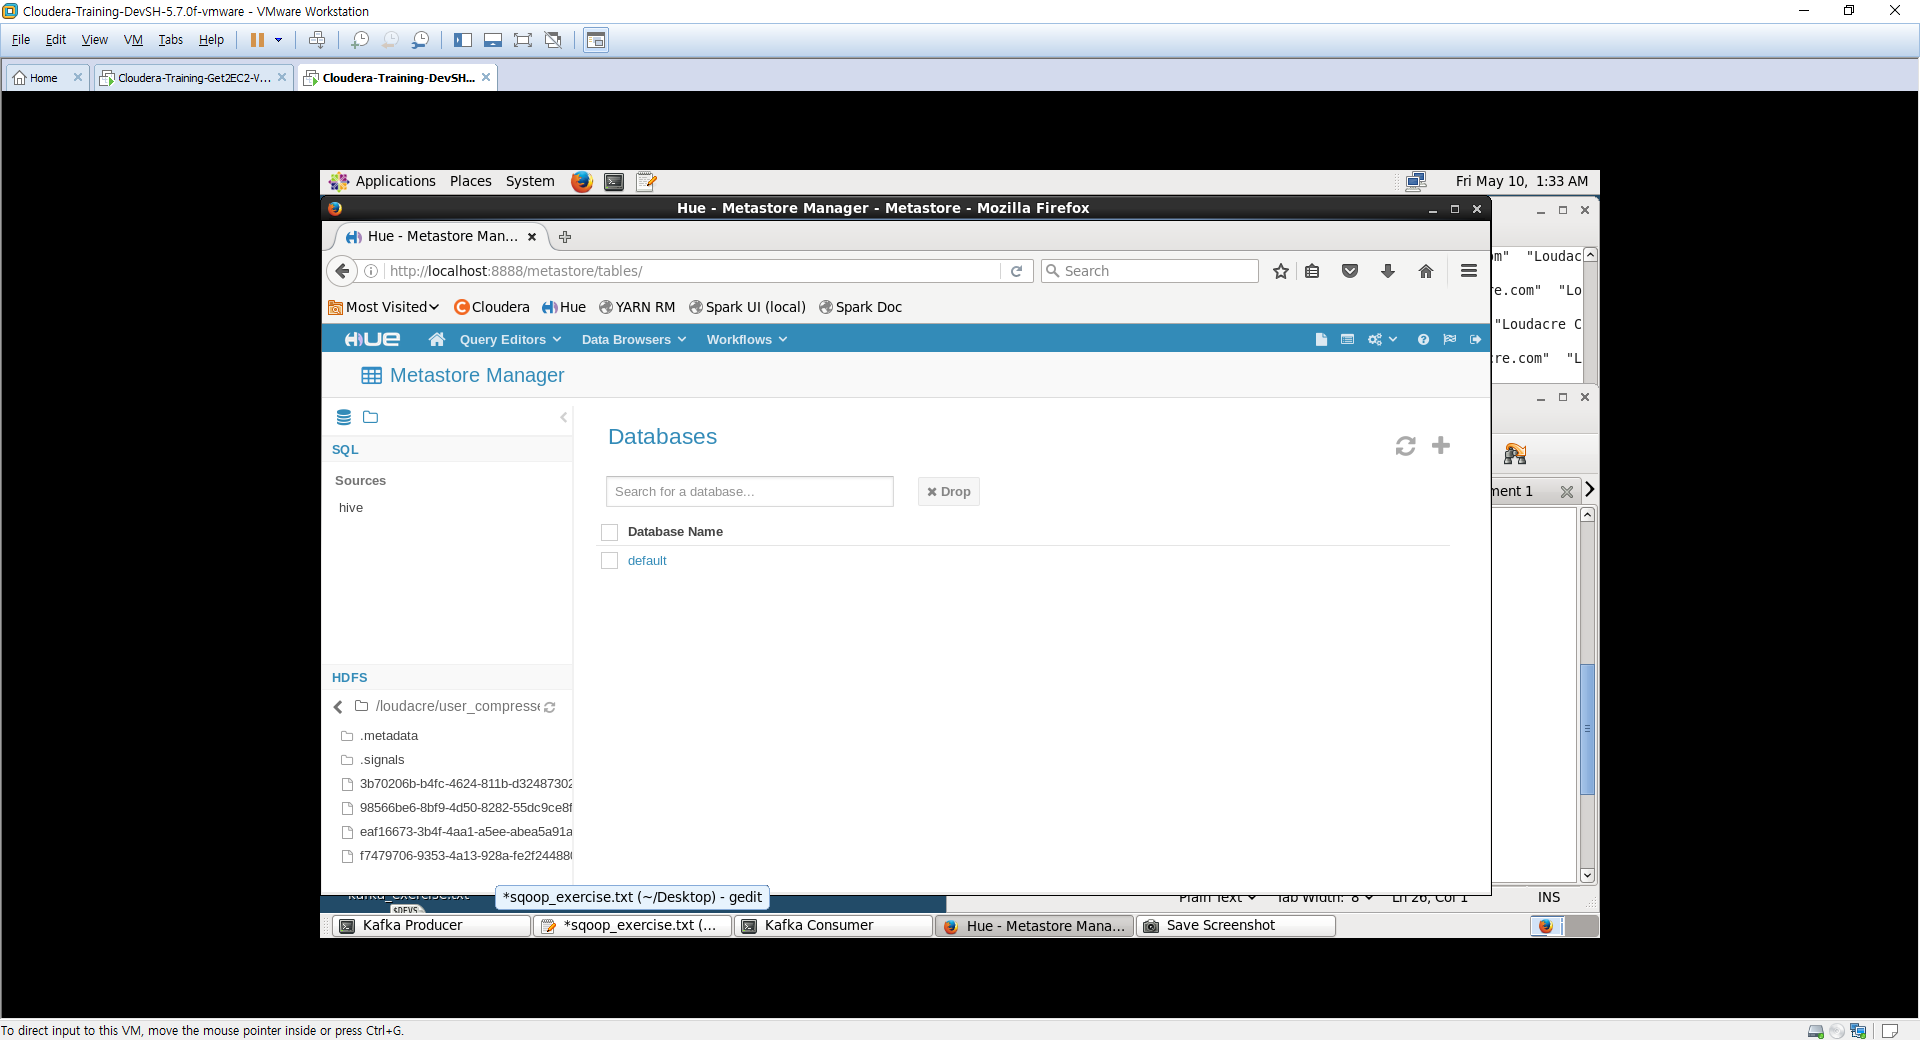 Cloudera-Training-DevSH-5.7.0f-vmware - VMware Workstation
File Edit View VM Tabs Help
Home Cloudera-Training-Get2EC2-V... Cloudera-Training-DevSH...
Applications Places System Fri May 10, 1:33 AM
Hue - Metastore Manager - Metastore - Mozilla Firefox
Hue - Metastore Man...
http://localhost:8888/metastore/tables/ Search
Most Visited Cloudera Hue YARN RM Spark UI (local) Spark Doc
HUE Query Editors Data Browsers Workflows
Metastore Manager
Databases
SQL
Sources
hive
Search for a database... Drop
Database Name
default
HDFS
/loudacre/user_compresse
.metadata
.signals
3b70206b-b4fc-4624-811b-d32487302
98566be6-8bf9-4d50-8282-55dc9ce8f
eaf16673-3b4f-4aa1-a5ee-abea5a91a
f7479706-9353-4a13-928a-fe2f24488
om" "Loudac
re.com" "Lo
"Loudacre C
cre.com" "L
ment 1
*sqoop_exercise.txt (~/Desktop) - gedit
kafka_exercise.txt
$DEVS
Plain Text Tab Width: 8 Ln 26, Col 1 INS
Kafka Producer *sqoop_exercise.txt (... Kafka Consumer Hue - Metastore Mana... Save Screenshot
To direct input to this VM, move the mouse pointer inside or press Ctrl+G.